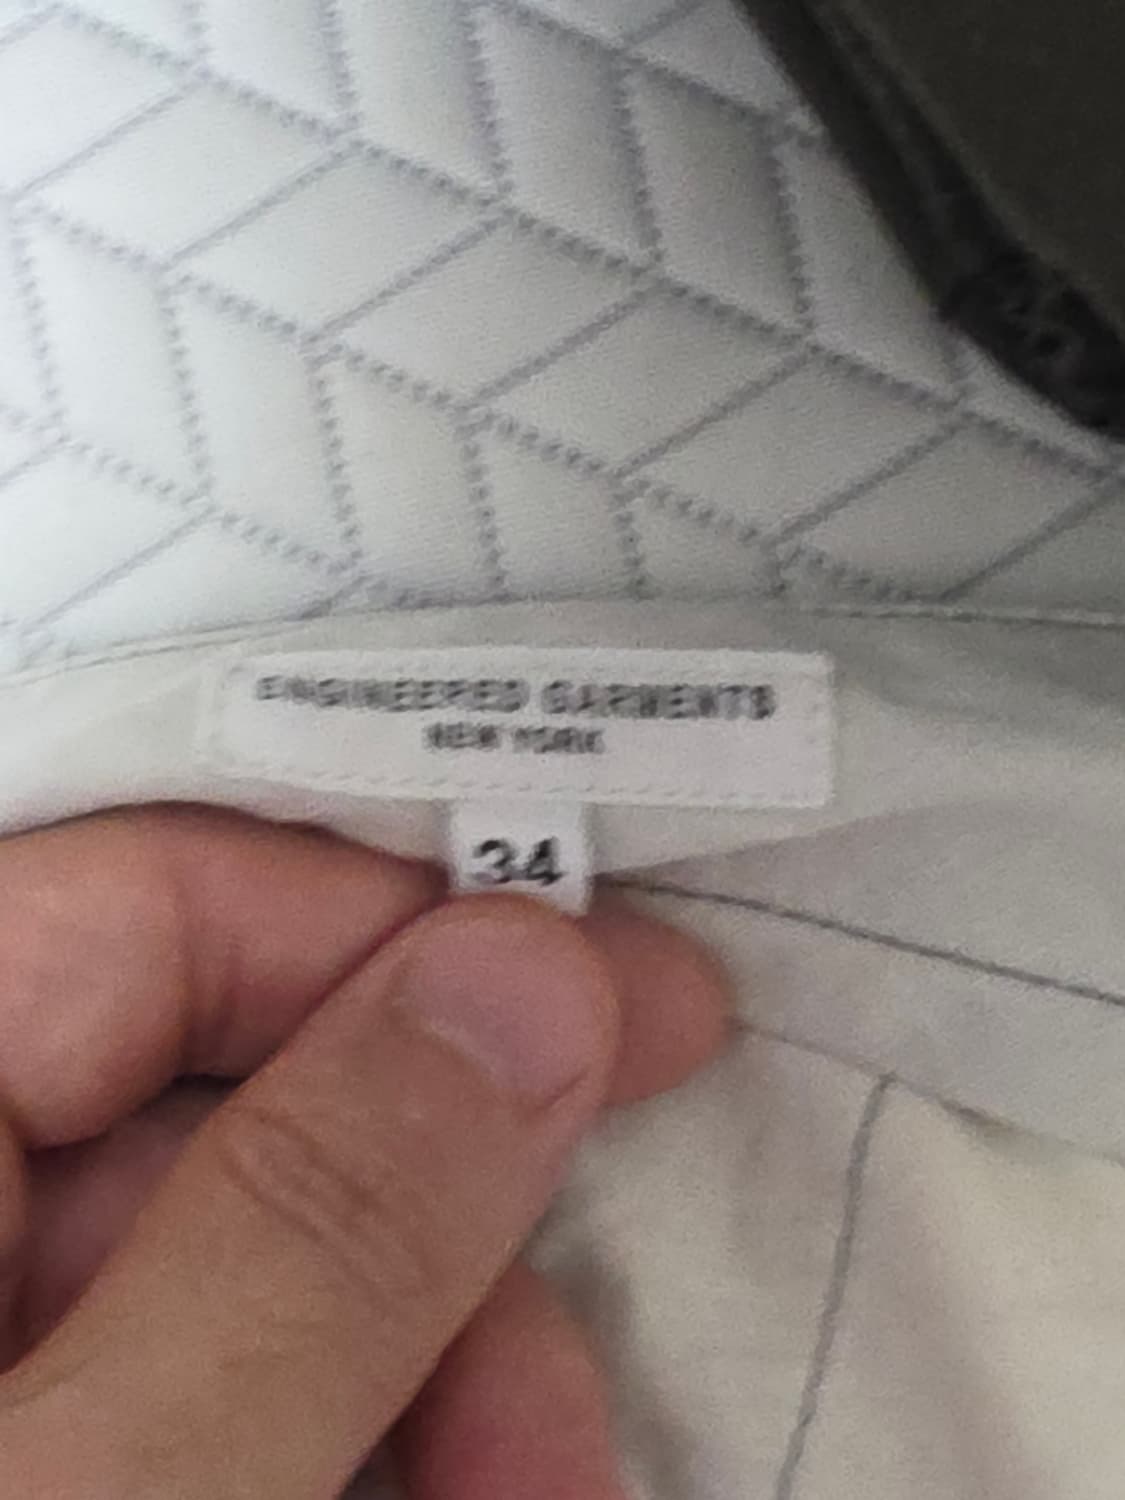 ENGINEERED GARMENTS
NEW YORK
34